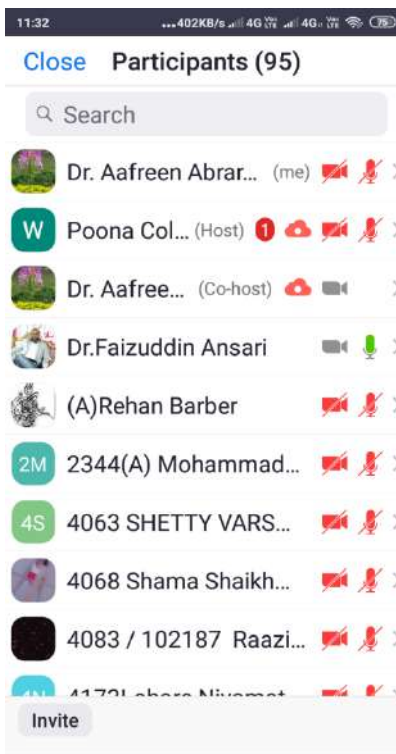 11:32 ...402KB/s 4G VoLTE 4G VoLTE 75
Close Participants (95)
Search
Dr. Aafreen Abrar... (me)
W Poona Col... (Host) 1
Dr. Aafree... (Co-host)
Dr.Faizuddin Ansari
(A)Rehan Barber
2M 2344(A) Mohammad...
4S 4063 SHETTY VARS...
4068 Shama Shaikh...
4083 / 102187 Raazi...
Invite